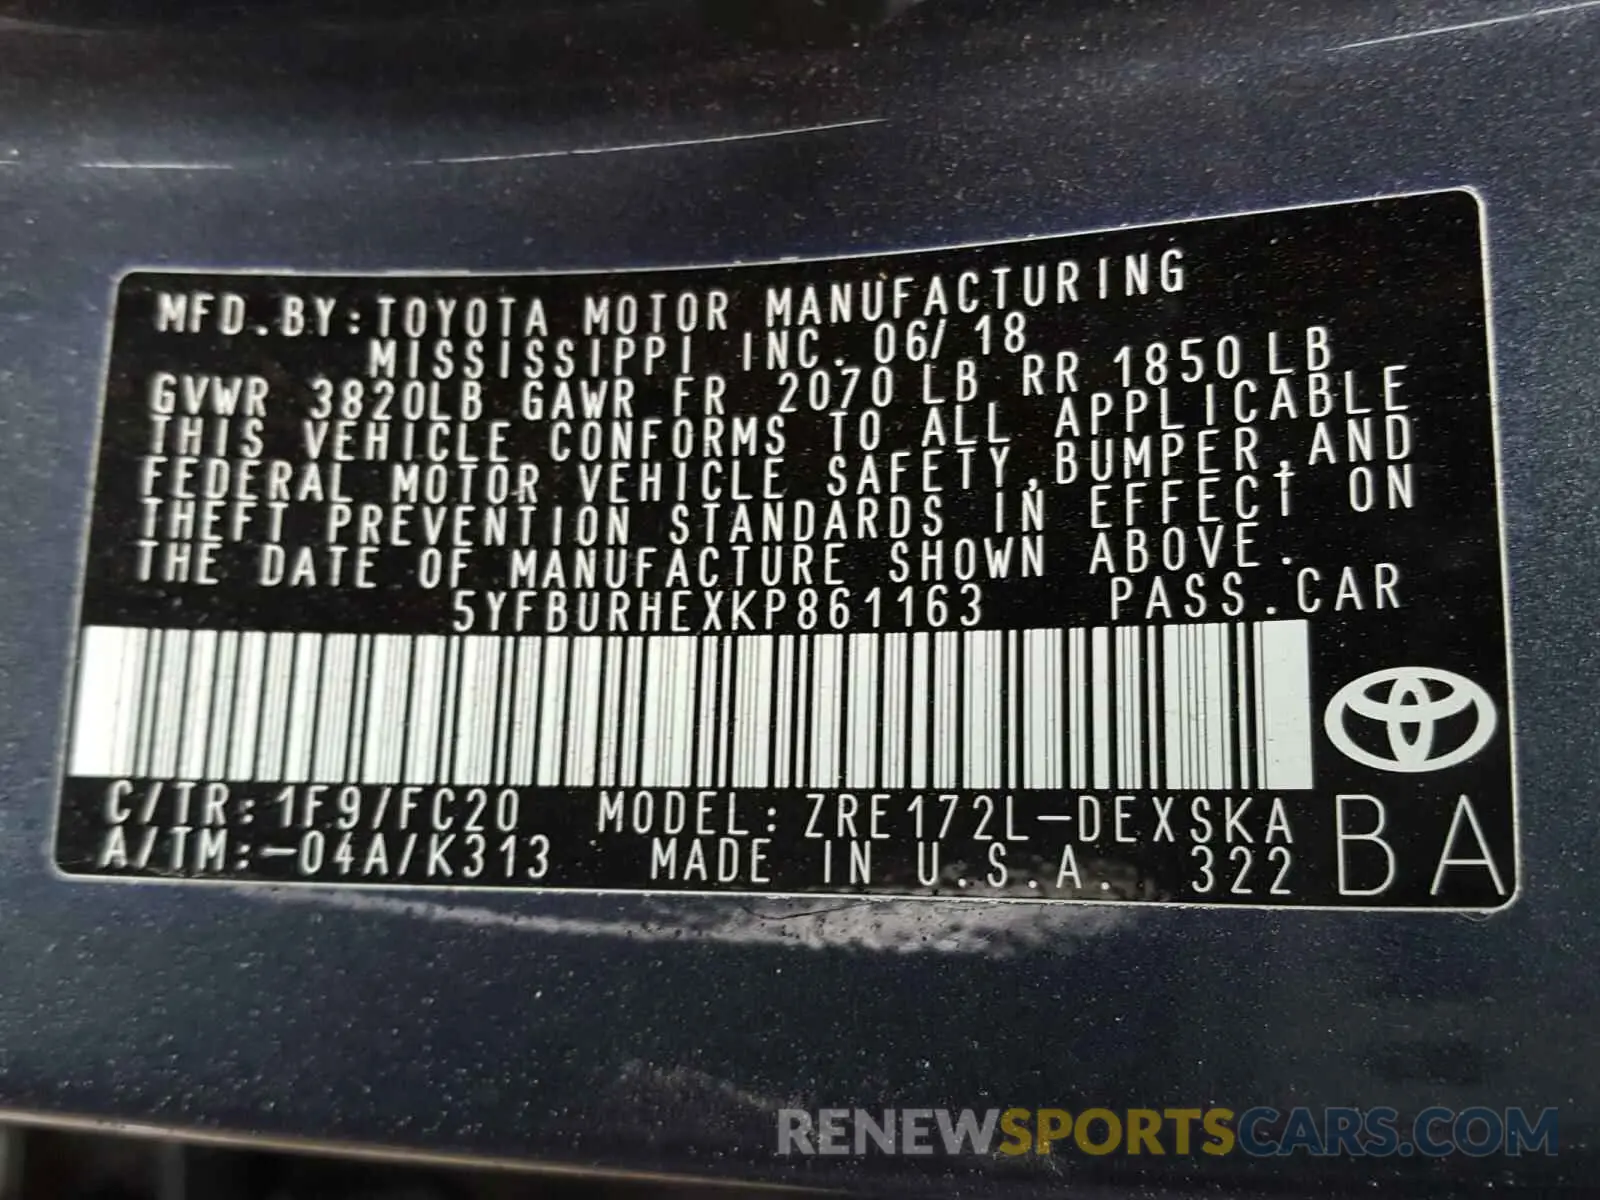 MFD.BY:TOYOTA MOTOR MANUFACTURING
MISSISSIPPI INC. 06/18
GVWR 3820LB GAWR FR 2070LB RR 1850LB
THIS VEHICLE CONFORMS TO ALL APPLICABLE
FEDERAL MOTOR VEHICLE SAFETY,BUMPER,AND
THEFT PREVENTION STANDARDS IN EFFECT ON
THE DATE OF MANUFACTURE SHOWN ABOVE.
5YFBURHEXKP861163 PASS.CAR
C/TR:1F9/FC20 MODEL:ZRE172L-DEXSKA
A/TM:-04A/K313 MADE IN U.S.A. 322
BA
RENEWSPORTSCARS.COM